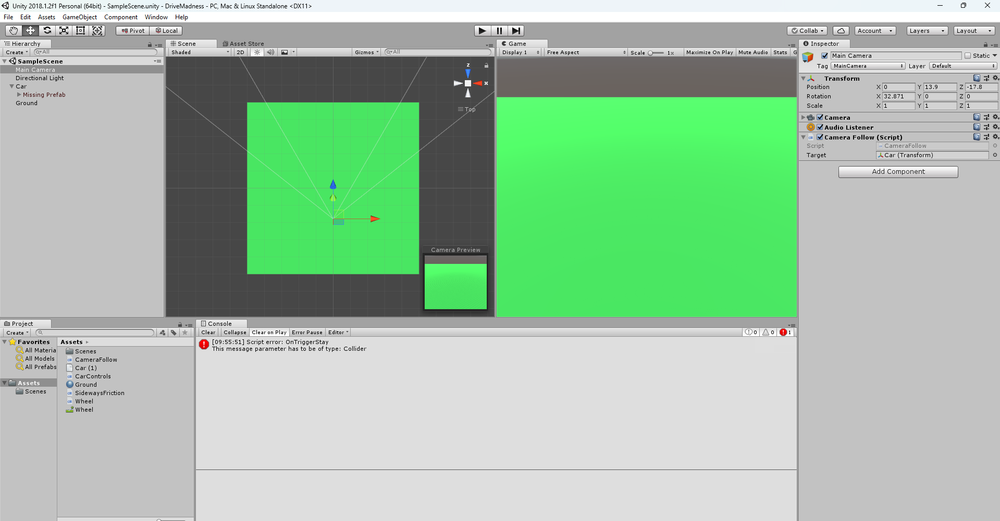 Unity 2018.1.2f1 Personal (64bit) - SampleScene.unity - DriveMadness - PC, Mac & Linux Standalone <DX11>
File Edit Assets GameObject Component Window Help
Pivot Local
Collab Account Layers Layout
Hierarchy
Create All
SampleScene
Main Camera
Directional Light
Car
Missing Prefab
Ground
Scene Asset Store
Shaded 2D Gizmos All
z
x
Top
Camera Preview
Game
Display 1 Free Aspect Scale 1x Maximize On Play Mute Audio Stats G
Inspector
Main Camera Static
Tag MainCamera Layer Default
Transform
Position X 0 Y 13.9 Z -17.8
Rotation X 32.871 Y 0 Z 0
Scale X 1 Y 1 Z 1
Camera
Audio Listener
Camera Follow (Script)
Script CameraFollow
Target Car (Transform)
Add Component
Project
Create
Favorites
All Materia
All Models
All Prefabs
Assets
Scenes
Assets
Scenes
CameraFollow
Car (1)
CarControls
Ground
SidewaysFriction
Wheel
Wheel
Console
Clear Collapse Clear on Play Error Pause Editor 0 0 1
[09:55:51] Script error: OnTriggerStay
This message parameter has to be of type: Collider